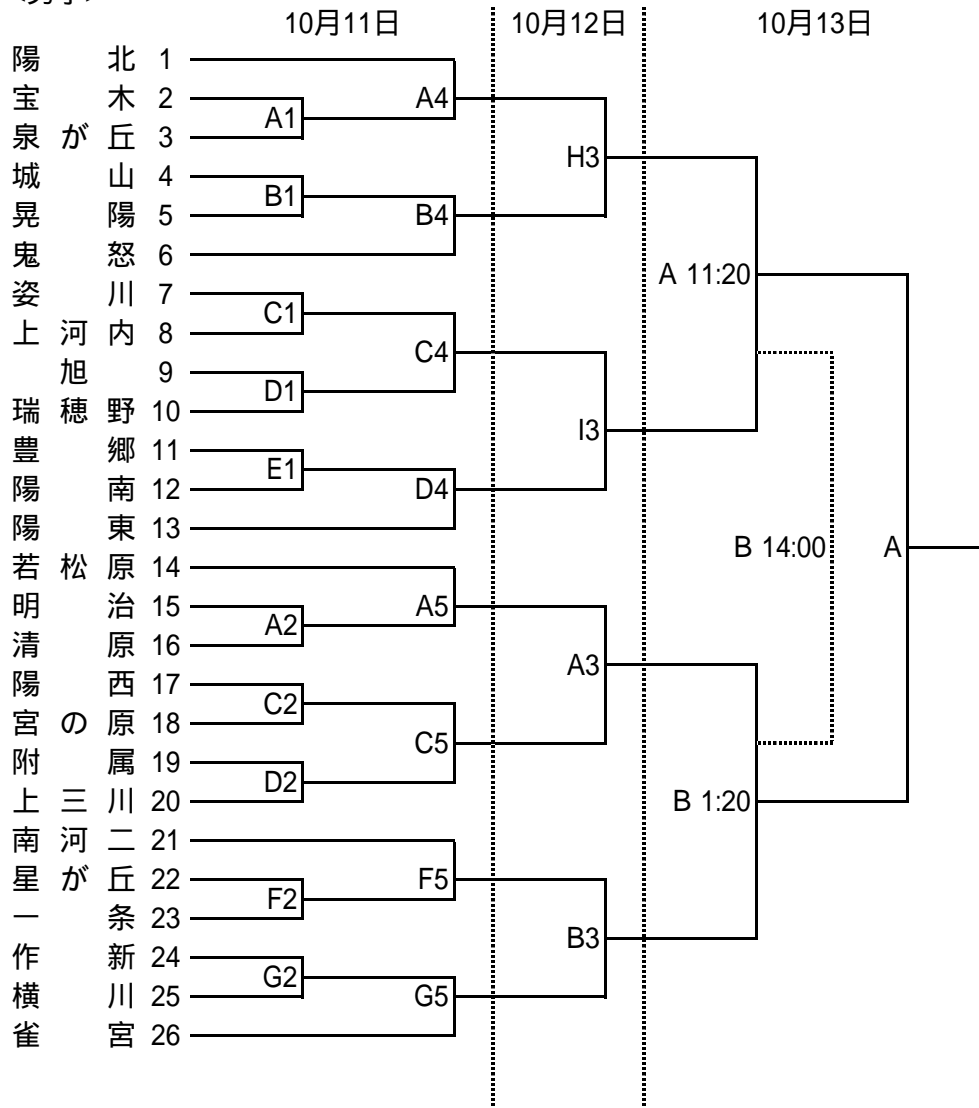 10月11日 10月12日 10月13日
陽北 1
宝木 2
泉が丘 3
城山 4
晃陽 5
鬼怒 6
姿川 7
上河内 8
旭 9
瑞穂野 10
豊郷 11
陽南 12
陽東 13
若松原 14
明治 15
清原 16
陽西 17
宮の原 18
附属 19
上三川 20
南河二 21
星が丘 22
一条 23
作新 24
横川 25
雀宮 26
A1
B1
C1
D1
E1
A2
C2
D2
F2
G2
A4
B4
C4
D4
A5
C5
F5
G5
H3
I3
A3
B3
A 11:20
B 1:20
B 14:00
A